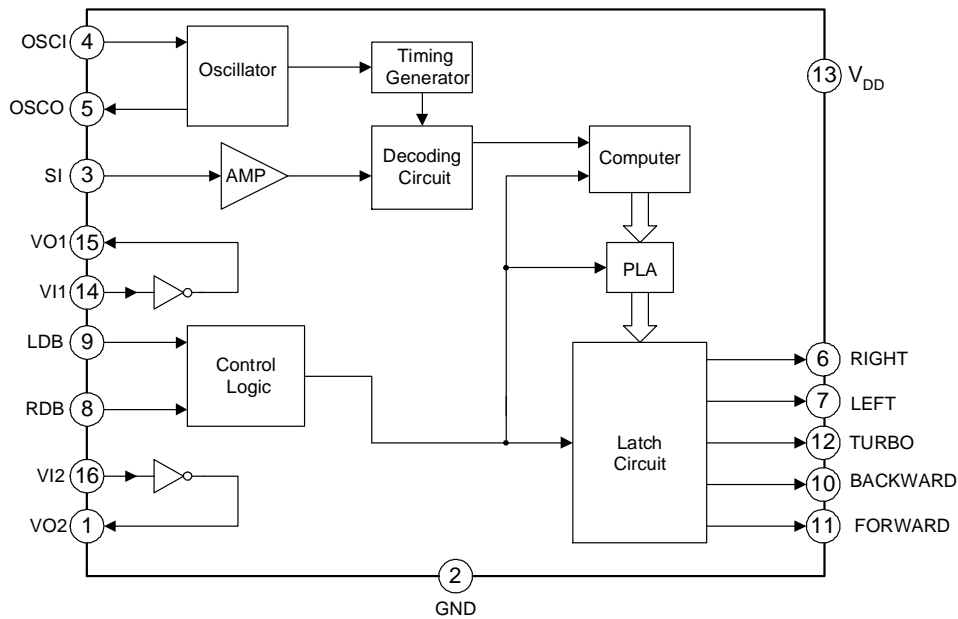 OSCI
4
OSCO
5
SI
3
VO1
15
VI1
14
LDB
9
RDB
8
VI2
16
VO2
1
Oscillator
Timing
Generator
AMP
Decoding
Circuit
Computer
PLA
Control
Logic
Latch
Circuit
13
VDD
6
RIGHT
7
LEFT
12
TURBO
10
BACKWARD
11
FORWARD
2
GND